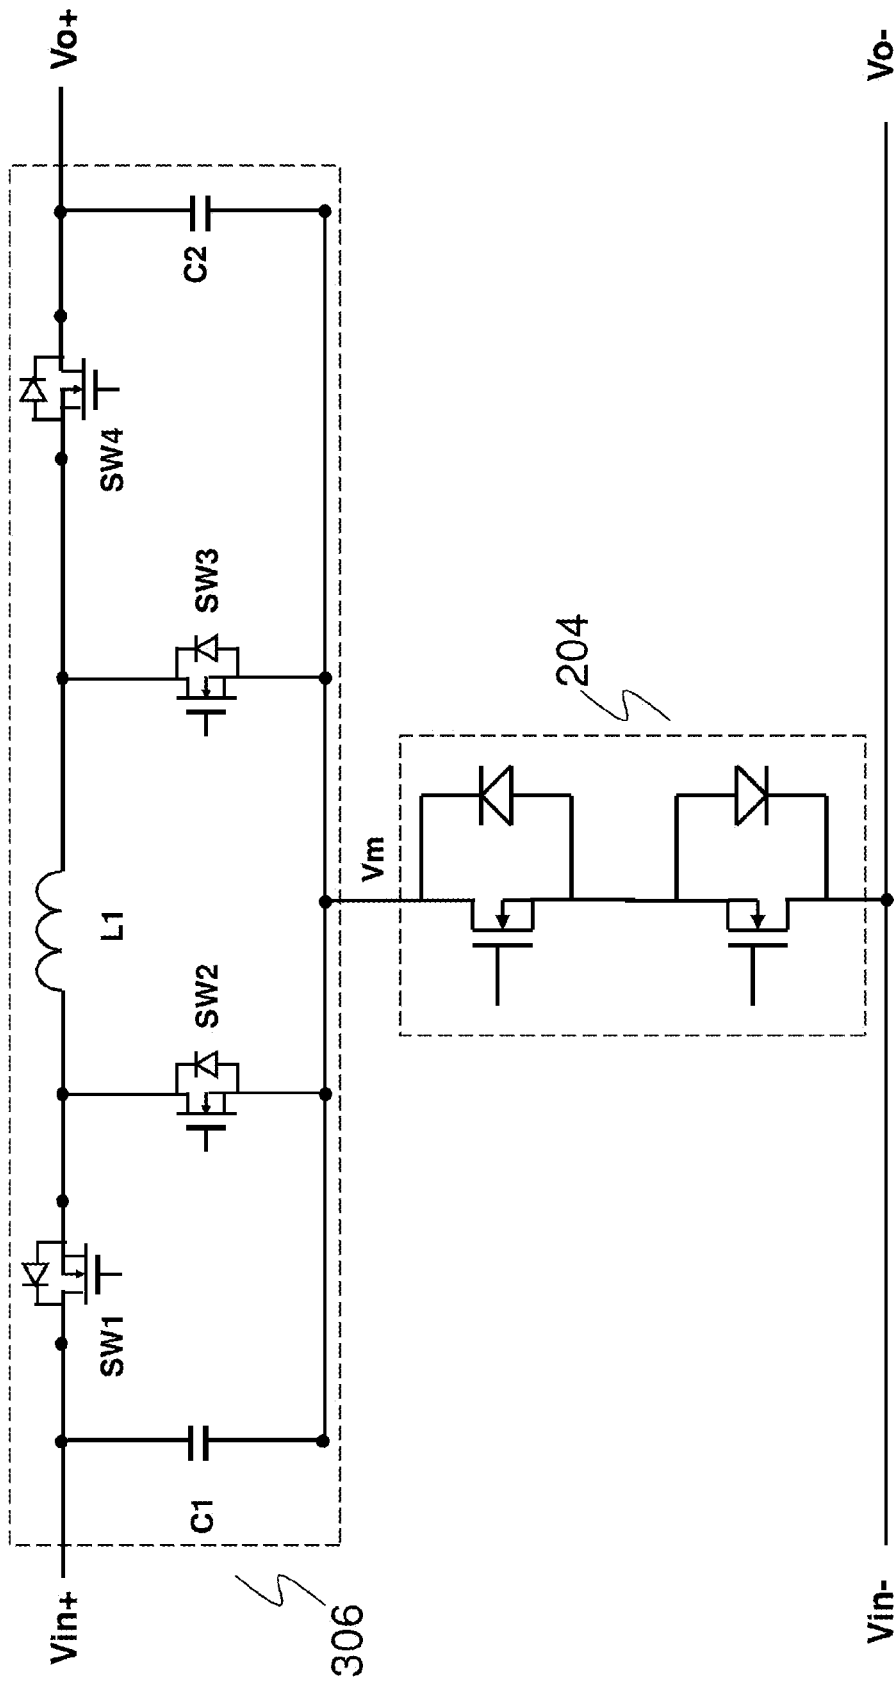 Vin+
Vo+
SW1
L1
SW4
C1
SW2
SW3
C2
306
Vm
204
Vin-
Vo-